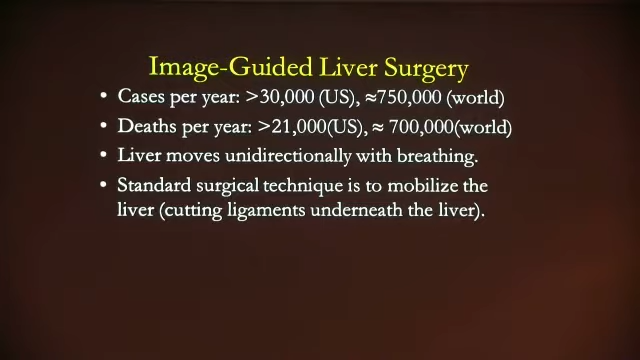 Image-Guided Liver Surgery
• Cases per year: >30,000 (US), ≈750,000 (world)
• Deaths per year: >21,000(US), ≈ 700,000(world)
• Liver moves unidirectionally with breathing.
• Standard surgical technique is to mobilize the
liver (cutting ligaments underneath the liver).